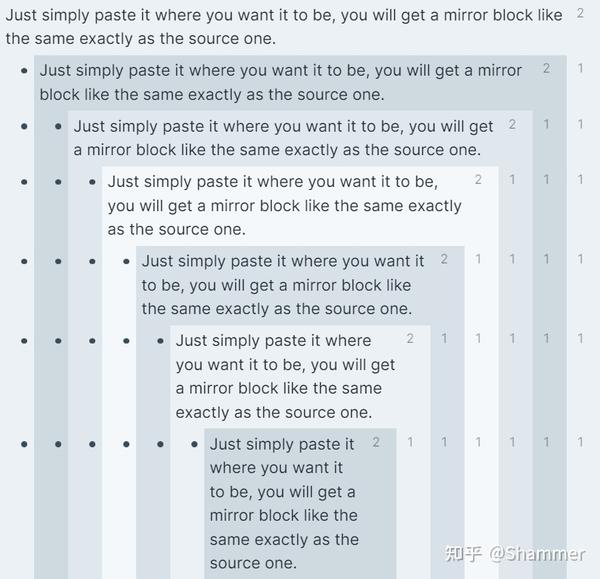 Just simply paste it where you want it to be, you will get a mirror block like 2
the same exactly as the source one.
• Just simply paste it where you want it to be, you will get a mirror 2 1
block like the same exactly as the source one.
• • Just simply paste it where you want it to be, you will get 2 1 1
a mirror block like the same exactly as the source one.
• • • Just simply paste it where you want it to be, 2 1 1 1
you will get a mirror block like the same exactly
as the source one.
• • • • Just simply paste it where you want it 2 1 1 1 1
to be, you will get a mirror block like
the same exactly as the source one.
• • • • • Just simply paste it where 2 1 1 1 1 1
you want it to be, you will get
a mirror block like the same
exactly as the source one.
• • • • • • Just simply paste it 2 1 1 1 1 1 1
where you want it
to be, you will get a
mirror block like the
same exactly as the
source one.
知乎 @Shammer